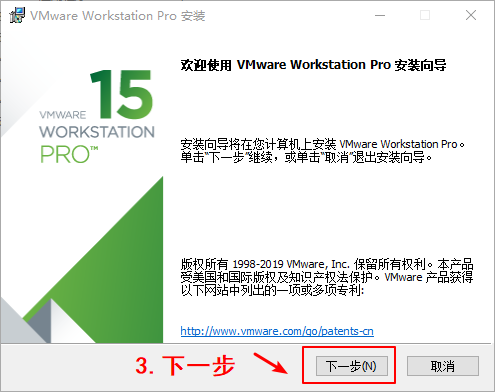 VMware Workstation Pro 安装
欢迎使用 VMware Workstation Pro 安装向导
VMWARE 15
WORKSTATION
PRO™
安装向导将在您计算机上安装 VMware Workstation Pro。
单击“下一步”继续，或单击“取消”退出安装向导。
版权所有 1998-2019 VMware, Inc. 保留所有权利。本产品
受美国和国际版权及知识产权法保护。VMware 产品获得
以下网站中列出的一项或多项专利:
http://www.vmware.com/go/patents-cn
3. 下一步
下一步(N)
取消